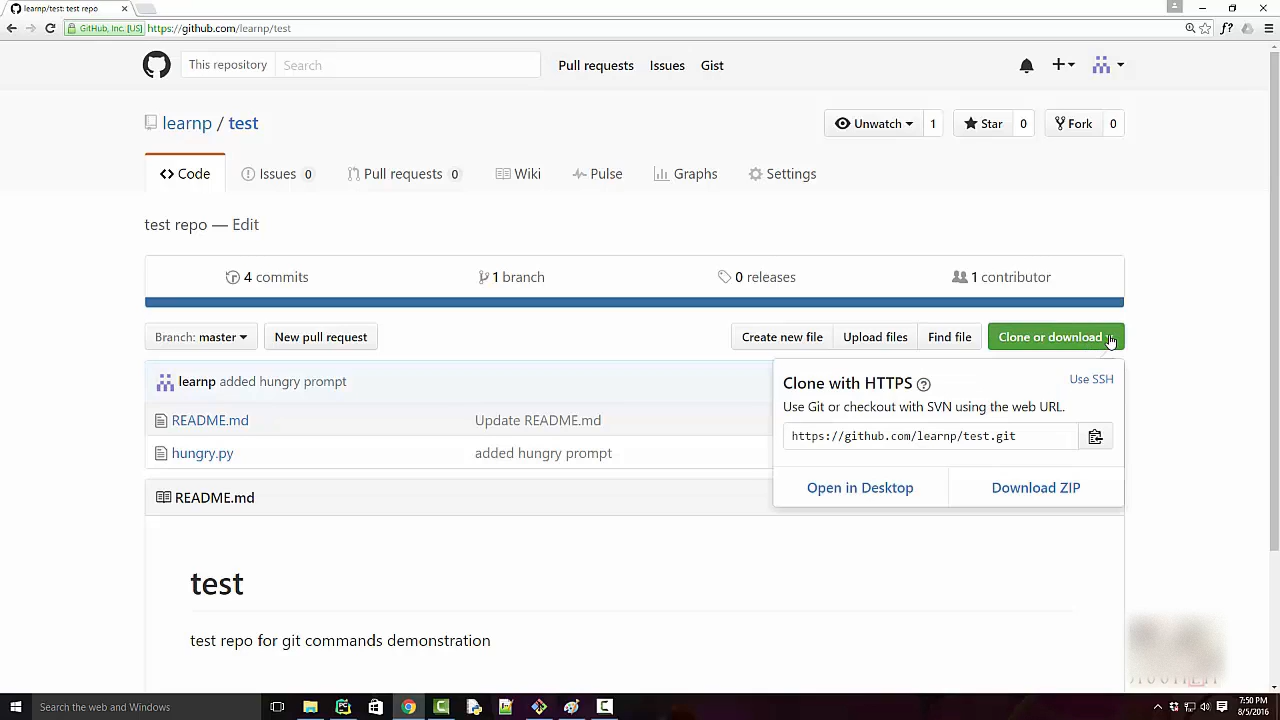 learnp/test: test repo
GitHub, Inc. [US] https://github.com/learnp/test
This repository Search Pull requests Issues Gist
learnp / test
Unwatch 1 Star 0 Fork 0
Code Issues 0 Pull requests 0 Wiki Pulse Graphs Settings
test repo — Edit
4 commits 1 branch 0 releases 1 contributor
Branch: master New pull request Create new file Upload files Find file Clone or download
learnp added hungry prompt
README.md Update README.md
hungry.py added hungry prompt
Clone with HTTPS ? Use SSH
Use Git or checkout with SVN using the web URL.
https://github.com/learnp/test.git
Open in Desktop Download ZIP
README.md
test
test repo for git commands demonstration
Search the web and Windows
7:50 PM
8/5/2016